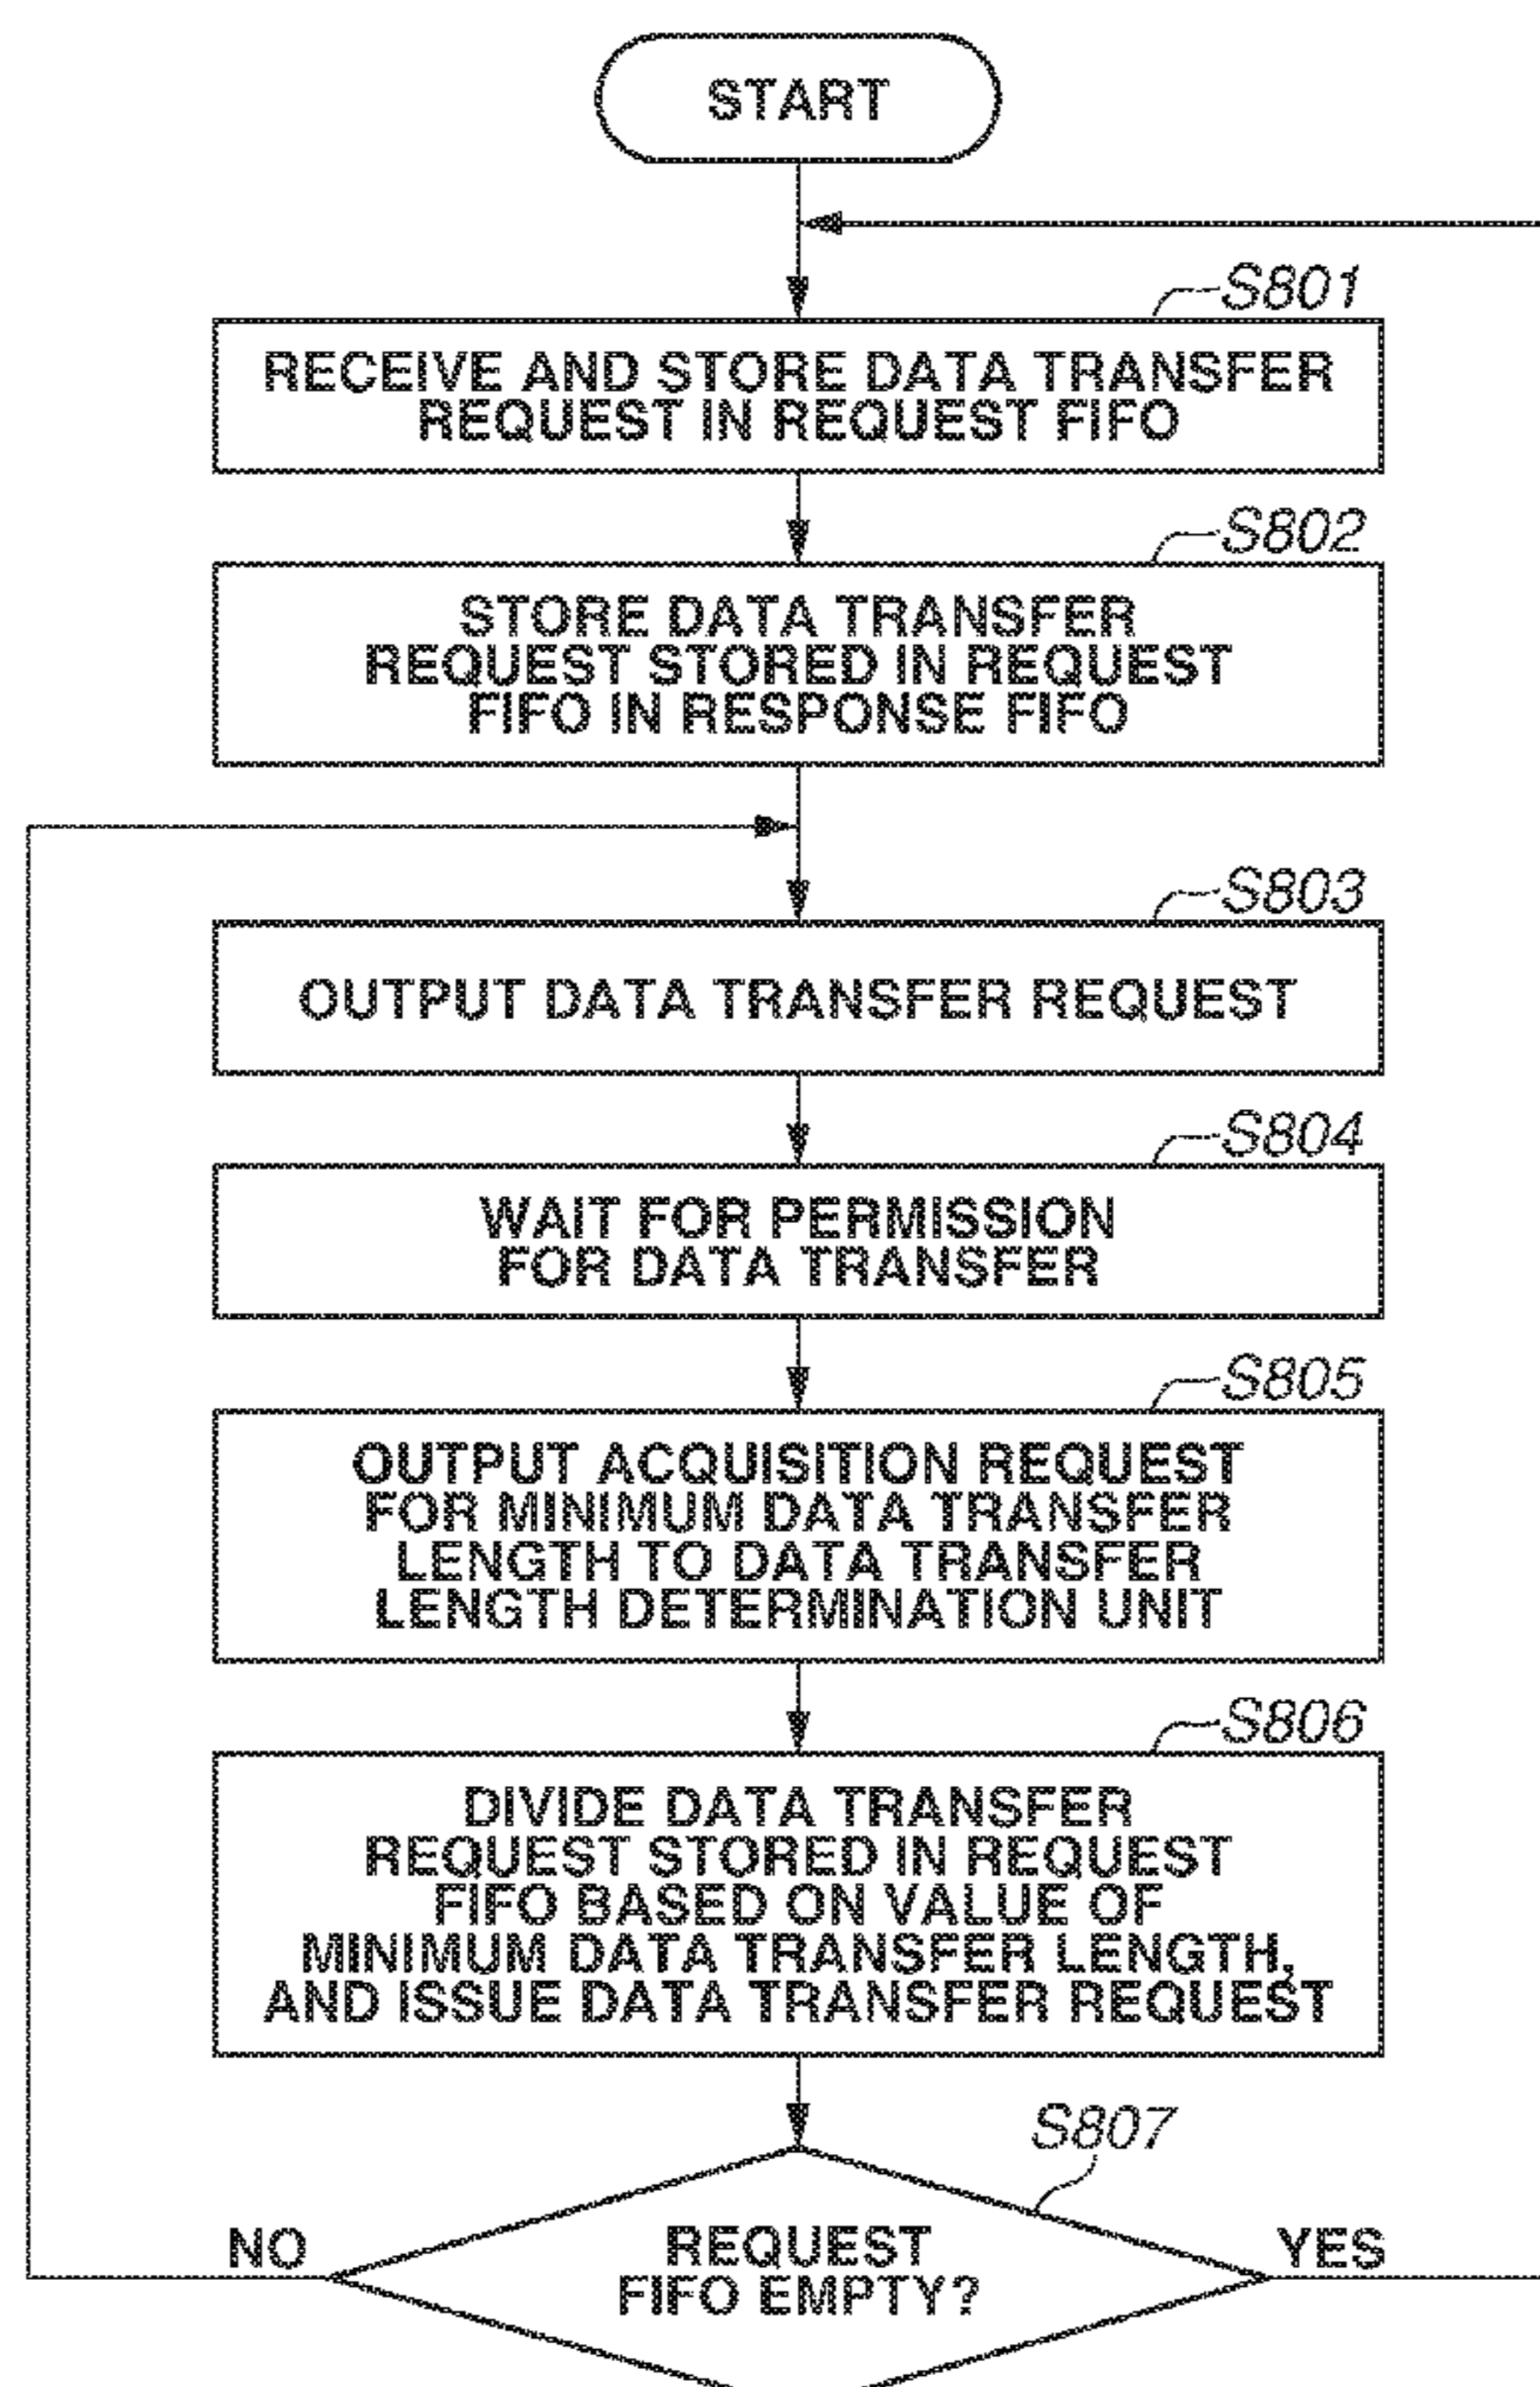 START
S801
RECEIVE AND STORE DATA TRANSFER
REQUEST IN REQUEST FIFO
S802
STORE DATA TRANSFER
REQUEST STORED IN REQUEST
FIFO IN RESPONSE FIFO
S803
OUTPUT DATA TRANSFER REQUEST
S804
WAIT FOR PERMISSION
FOR DATA TRANSFER
S805
OUTPUT ACQUISITION REQUEST
FOR MINIMUM DATA TRANSFER
LENGTH TO DATA TRANSFER
LENGTH DETERMINATION UNIT
S806
DIVIDE DATA TRANSFER
REQUEST STORED IN REQUEST
FIFO BASED ON VALUE OF
MINIMUM DATA TRANSFER LENGTH,
AND ISSUE DATA TRANSFER REQUEST
S807
NO
REQUEST
FIFO EMPTY?
YES